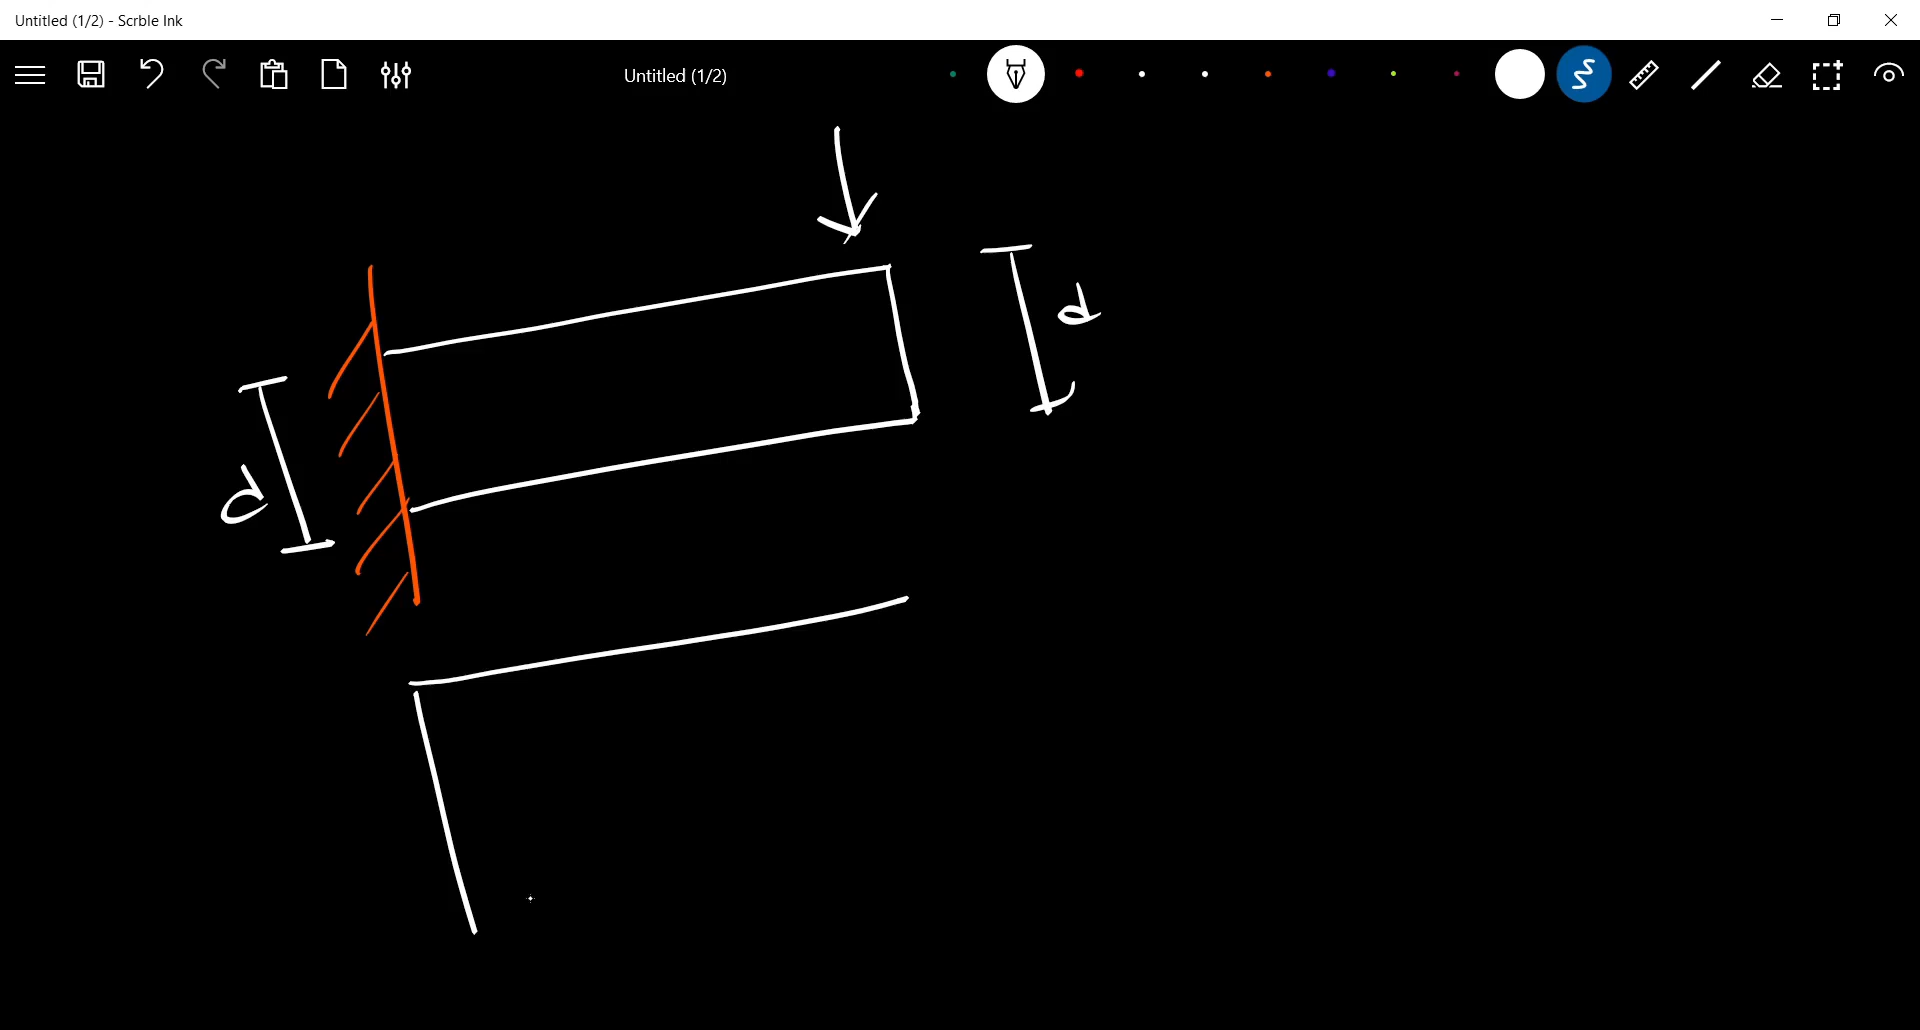 Untitled (1/2) - Scrble Ink
Untitled (1/2)
d
d